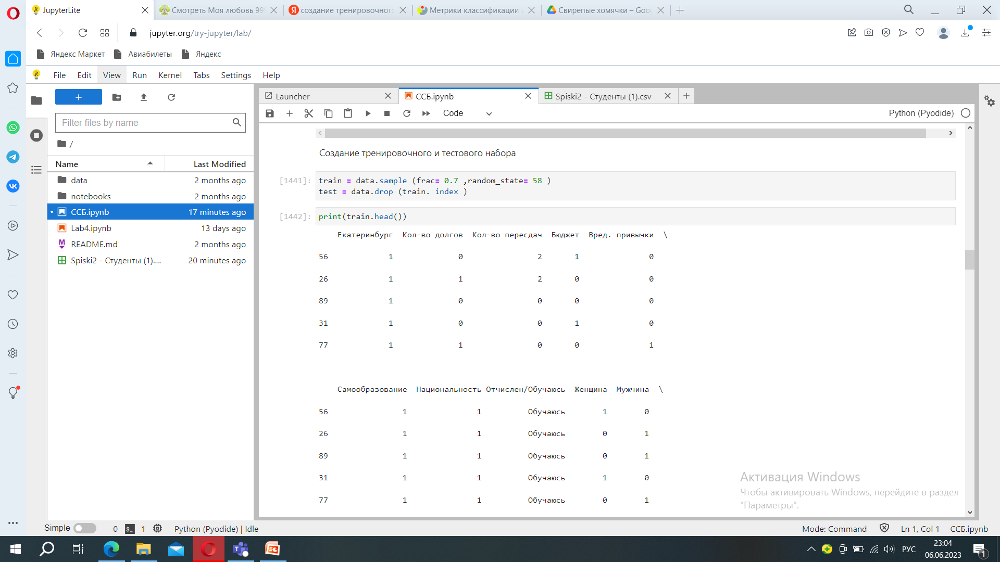 JupyterLite
Смотреть Моя любовь 999
создание тренировочного
Метрики классификации и
Свирепые хомячки – Goog
jupyter.org/try-jupyter/lab/
Яндекс Маркет
Авиабилеты
Яндекс
File Edit View Run Kernel Tabs Settings Help
Launcher
ССБ.ipynb
Spiski2 - Студенты (1).csv
Code
Python (Pyodide)
Filter files by name
/
Name Last Modified
data 2 months ago
notebooks 2 months ago
ССБ.ipynb 17 minutes ago
Lab4.ipynb 13 days ago
README.md 2 months ago
Spiski2 - Студенты (1).... 20 minutes ago
Создание тренировочного и тестового набора
[1441]: train = data.sample (frac= 0.7 ,random_state= 58 )
test = data.drop (train. index )
[1442]: print(train.head())
Екатеринбург Кол-во долгов Кол-во пересдач Бюджет Вред. привычки \
56 1 0 2 1 0
26 1 1 2 0 0
89 1 0 0 0 0
31 1 0 0 1 0
77 1 1 0 0 1
Самообразование Национальность Отчислен/Обучаюсь Женщина Мужчина \
56 1 1 Обучаюсь 1 0
26 1 1 Обучаюсь 0 1
89 1 1 Обучаюсь 0 1
31 1 1 Обучаюсь 1 0
77 1 1 Обучаюсь 0 1
Активация Windows
Чтобы активировать Windows, перейдите в раздел
"Параметры".
Simple 0 $_ 1 Python (Pyodide) | Idle
Mode: Command Ln 1, Col 1 ССБ.ipynb
РУС
23:04
06.06.2023
1